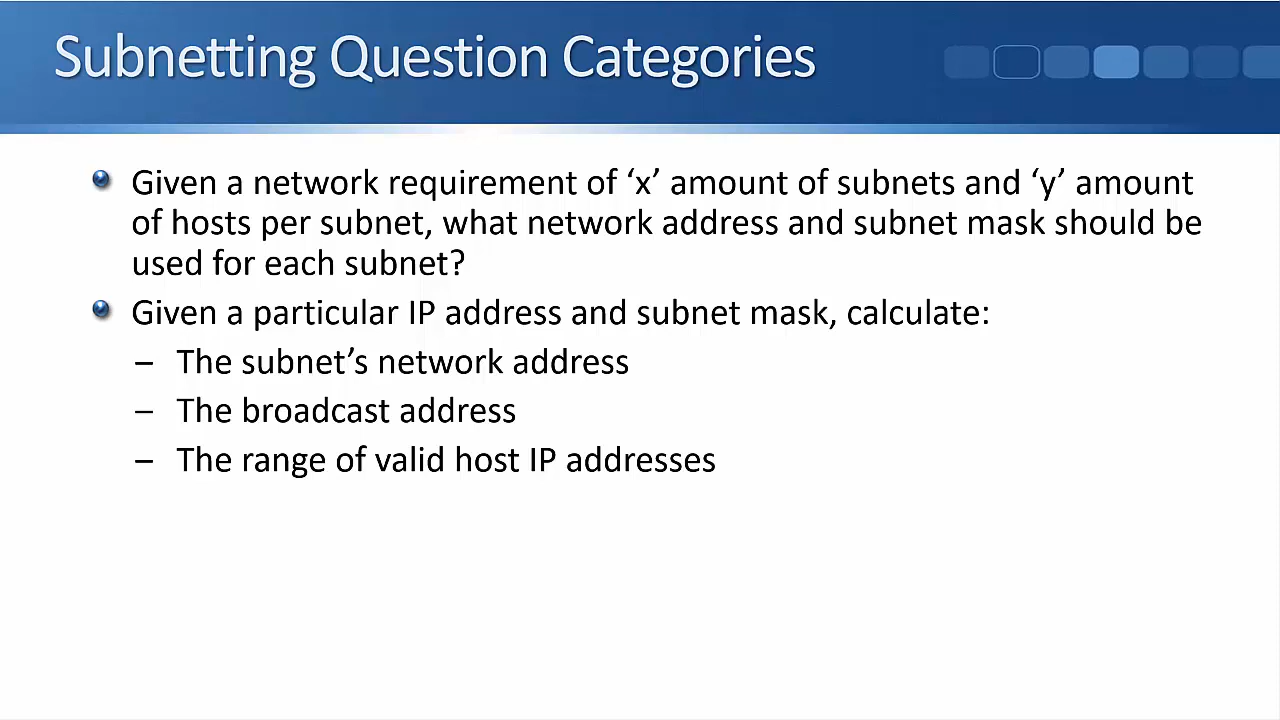 Subnetting Question Categories
Given a network requirement of ‘x’ amount of subnets and ‘y’ amount
of hosts per subnet, what network address and subnet mask should be
used for each subnet?
Given a particular IP address and subnet mask, calculate:
– The subnet’s network address
– The broadcast address
– The range of valid host IP addresses